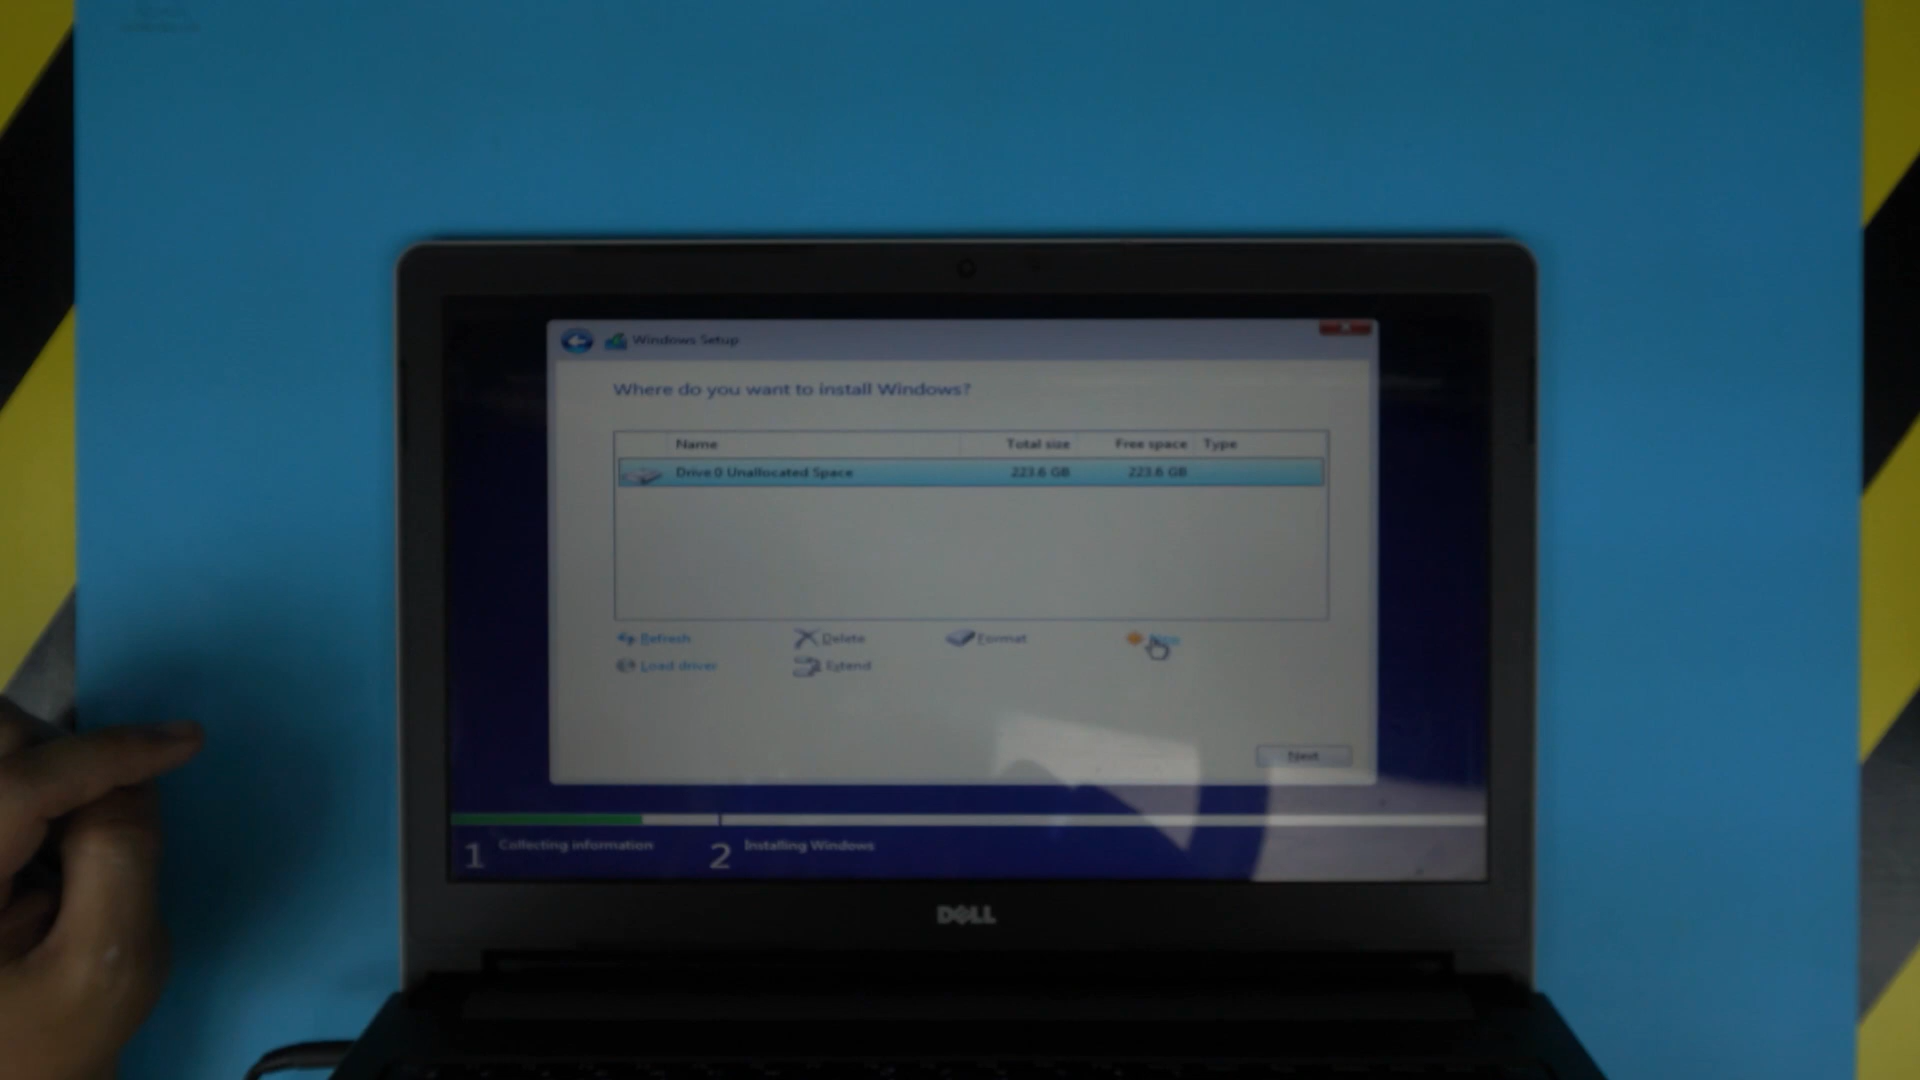 Windows Setup
Where do you want to install Windows?
Name Total size Free space Type
Drive 0 Unallocated Space 223.6 GB 223.6 GB
Refresh Delete Format New
Load driver Extend
Next
1 Collecting information 2 Installing Windows
DELL